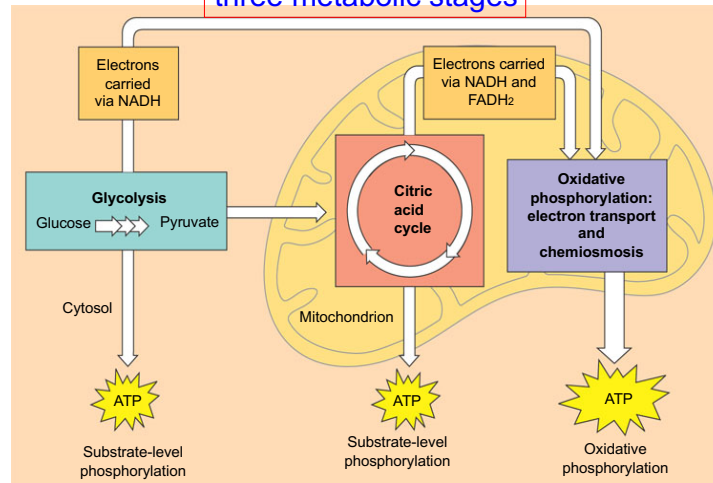 three metabolic stages
Electrons
carried
via NADH
Electrons carried
via NADH and
FADH2
Glycolysis
Glucose
Pyruvate
Citric
acid
cycle
Oxidative
phosphorylation:
electron transport
and
chemiosmosis
Cytosol
Mitochondrion
ATP
ATP
ATP
Substrate-level
phosphorylation
Substrate-level
phosphorylation
Oxidative
phosphorylation